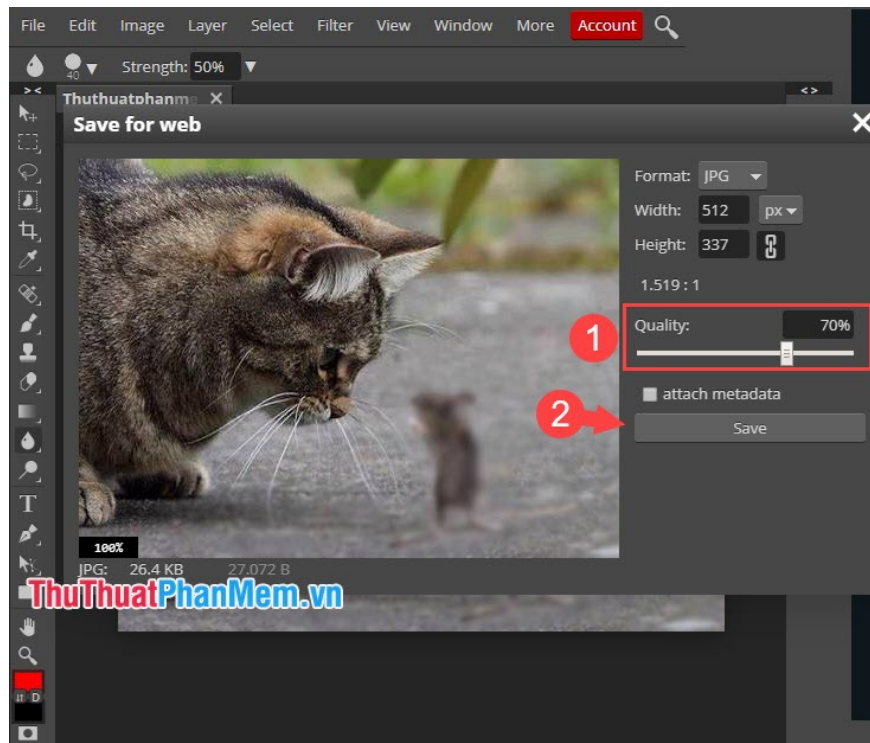 File Edit Image Layer Select Filter View Window More Account
40 Strength: 50%
> < < >
Save for web
Format: JPG
Width: 512 px
Height: 337
1.519 : 1
1
Quality: 70%
attach metadata
2
Save
100%
JPG: 26.4 KB 27.072 B
ThuThuatPhanMem.vn
T
D